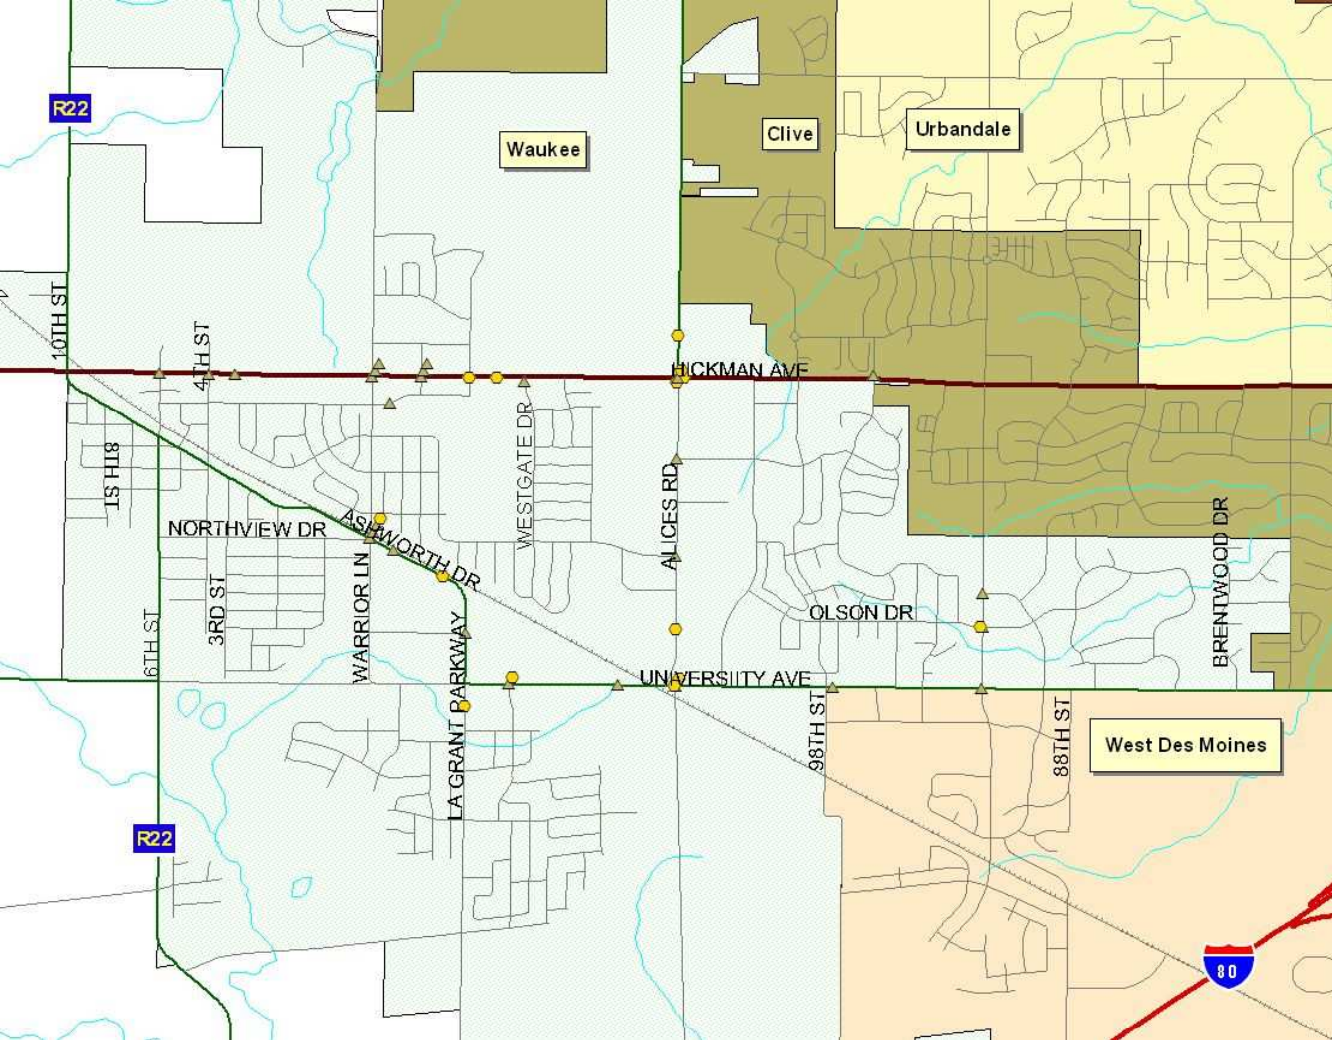 R22
Waukee
Clive
Urbandale
10TH ST
4TH ST
HICKMAN AVE
8TH ST
WESTGATE DR
ALICES RD
NORTHVIEW DR
ASHWORTH DR
BRENTWOOD DR
3RD ST
WARRIOR LN
6TH ST
OLSON DR
LA GRANT PARKWAY
UNIVERSIITY AVE
98TH ST
88TH ST
West Des Moines
R22
80